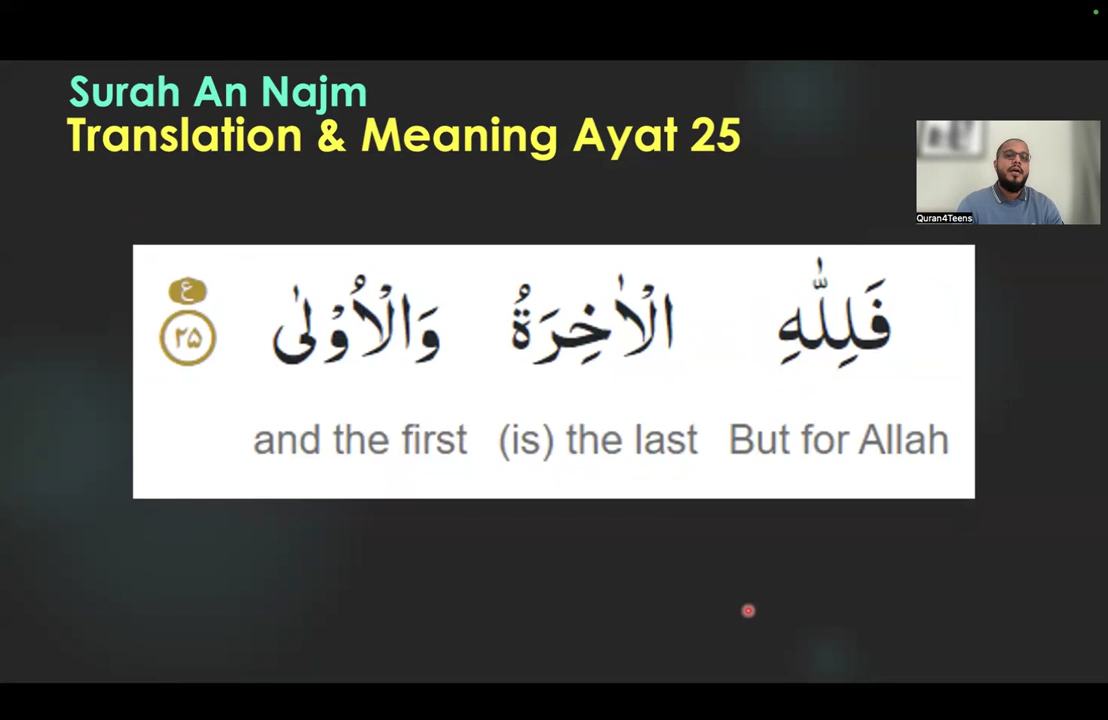 Surah An Najm
Translation & Meaning Ayat 25
Quran4Teens
فَلِلّٰهِ الْاٰخِرَةُ وَالْاُوْلٰى ۲۵
ع
But for Allah (is) the last and the first